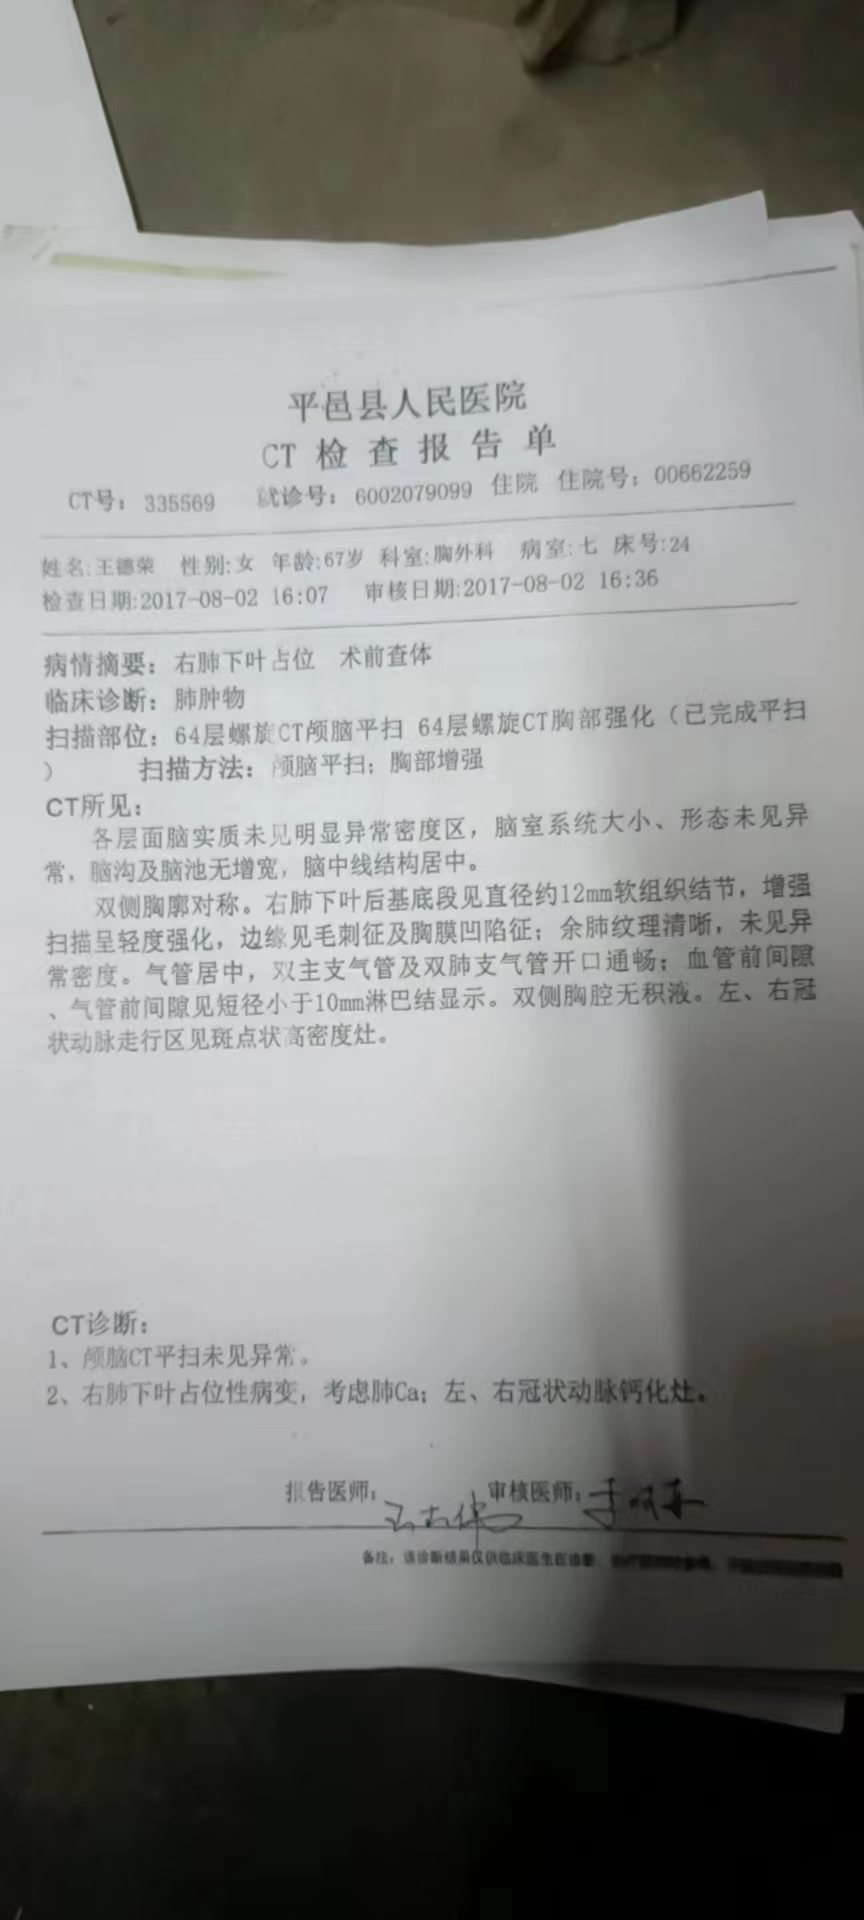 平邑县人民医院
CT 检 查 报 告 单
CT号：335569 就诊号：6002079099 住院 住院号：00662259
姓名:王德荣 性别:女 年龄:67岁 科室:胸外科 病室:七 床号:24
检查日期:2017-08-02 16:07 审核日期:2017-08-02 16:36
病情摘要：右肺下叶占位 术前查体
临床诊断：肺肿物
扫描部位：64层螺旋CT颅脑平扫 64层螺旋CT胸部强化（已完成平扫
） 扫描方法：颅脑平扫；胸部增强
CT所见：
各层面脑实质未见明显异常密度区，脑室系统大小、形态未见异
常，脑沟及脑池无增宽，脑中线结构居中。
双侧胸廓对称。右肺下叶后基底段见直径约12mm软组织结节，增强
扫描呈轻度强化，边缘见毛刺征及胸膜凹陷征；余肺纹理清晰，未见异
常密度。气管居中，双主支气管及双肺支气管开口通畅；血管前间隙
、气管前间隙见短径小于10mm淋巴结显示。双侧胸腔无积液。左、右冠
状动脉走行区见斑点状高密度灶。
CT诊断：
1、颅脑CT平扫未见异常。
2、右肺下叶占位性病变，考虑肺Ca；左、右冠状动脉钙化灶。
报告医师： 审核医师：
备注：该诊断结果仅供临床医生在诊断